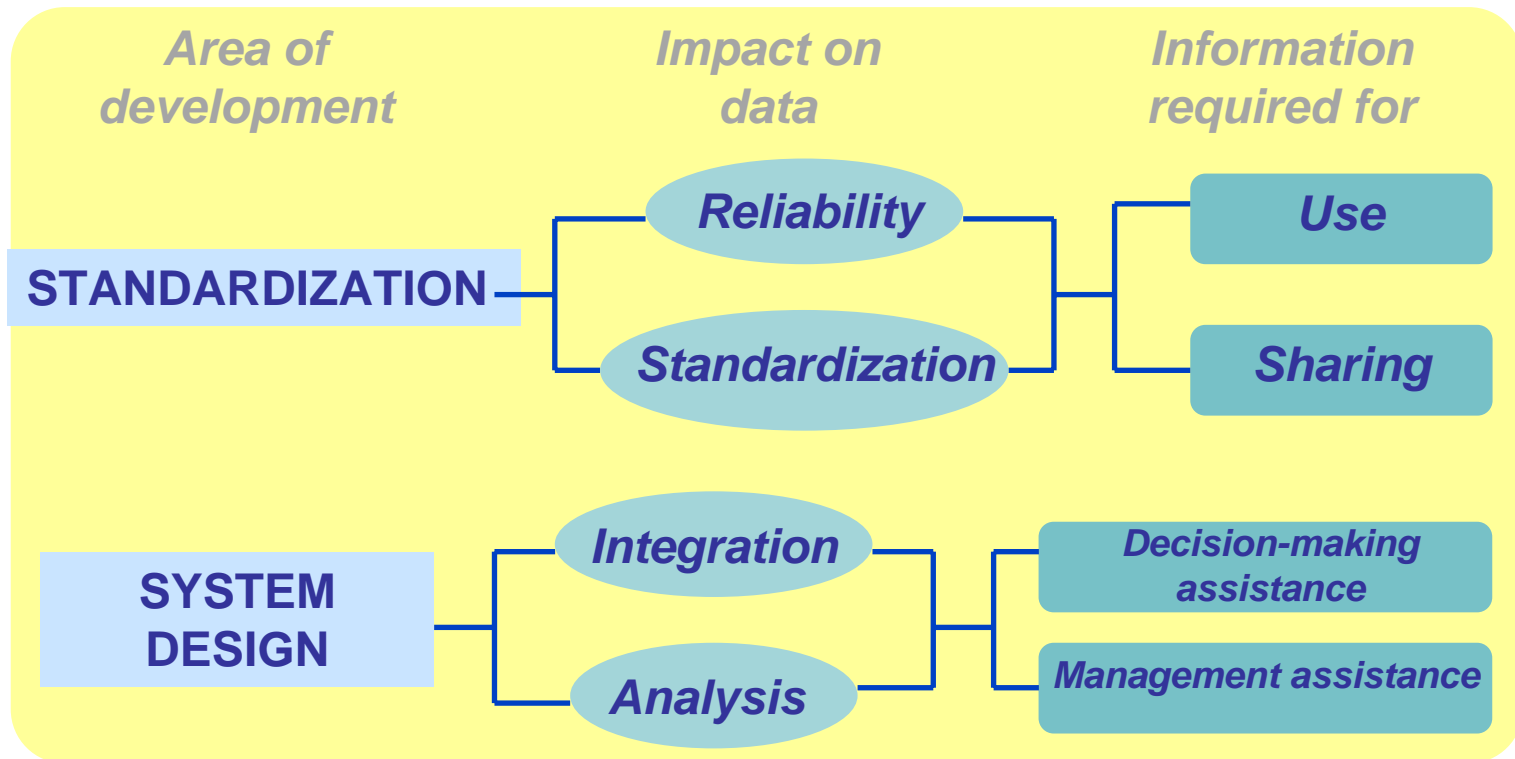 Area of
development
Impact on
data
Information
required for
Reliability
Use
STANDARDIZATION
Standardization
Sharing
Integration
Decision-making
assistance
SYSTEM
DESIGN
Analysis
Management assistance